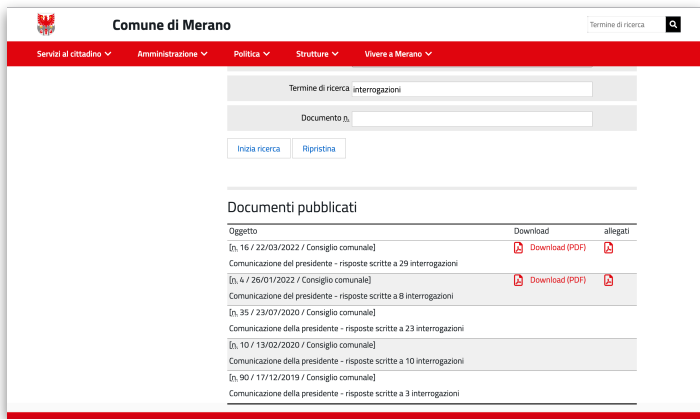 Comune di Merano
Termine di ricerca
Servizi al cittadino Amministrazione Politica Strutture Vivere a Merano
Termine di ricerca interrogazioni
Documento n.
Inizia ricerca Ripristina
Documenti pubblicati
Oggetto Download allegati
[n. 16 / 22/03/2022 / Consiglio comunale] Download (PDF)
Comunicazione del presidente - risposte scritte a 29 interrogazioni
[n. 4 / 26/01/2022 / Consiglio comunale] Download (PDF)
Comunicazione del presidente - risposte scritte a 8 interrogazioni
[n. 35 / 23/07/2020 / Consiglio comunale]
Comunicazione della presidente - risposte scritte a 23 interrogazioni
[n. 10 / 13/02/2020 / Consiglio comunale]
Comunicazione della presidente - risposte scritte a 10 interrogazioni
[n. 90 / 17/12/2019 / Consiglio comunale]
Comunicazione della presidente - risposte scritte a 3 interrogazioni